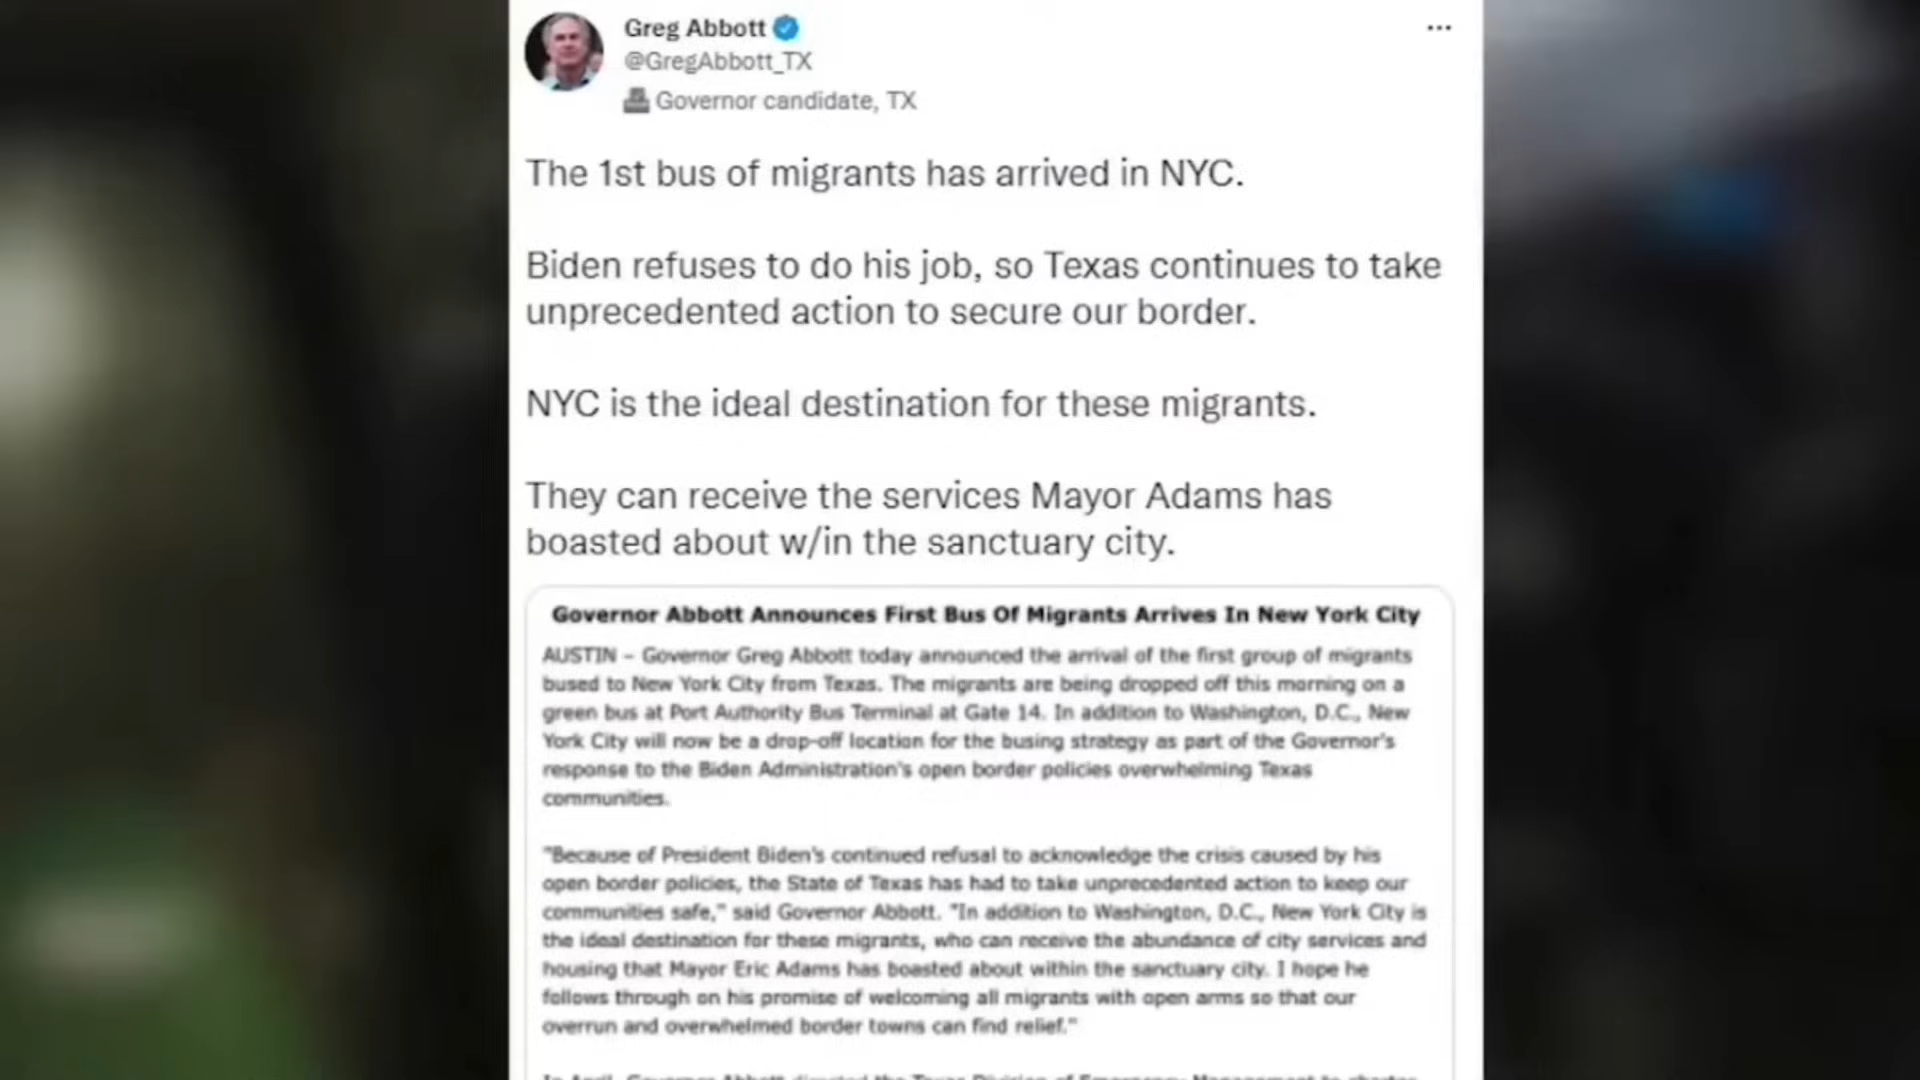 Greg Abbott
@GregAbbott_TX
Governor candidate, TX
The 1st bus of migrants has arrived in NYC.
Biden refuses to do his job, so Texas continues to take
unprecedented action to secure our border.
NYC is the ideal destination for these migrants.
They can receive the services Mayor Adams has
boasted about w/in the sanctuary city.
Governor Abbott Announces First Bus Of Migrants Arrives In New York City
AUSTIN – Governor Greg Abbott today announced the arrival of the first group of migrants
bused to New York City from Texas. The migrants are being dropped off this morning on a
green bus at Port Authority Bus Terminal at Gate 14. In addition to Washington, D.C., New
York City will now be a drop-off location for the busing strategy as part of the Governor's
response to the Biden Administration's open border policies overwhelming Texas
communities.
"Because of President Biden's continued refusal to acknowledge the crisis caused by his
open border policies, the State of Texas has had to take unprecedented action to keep our
communities safe," said Governor Abbott. "In addition to Washington, D.C., New York City is
the ideal destination for these migrants, who can receive the abundance of city services and
housing that Mayor Eric Adams has boasted about within the sanctuary city. I hope he
follows through on his promise of welcoming all migrants with open arms so that our
overrun and overwhelmed border towns can find relief."